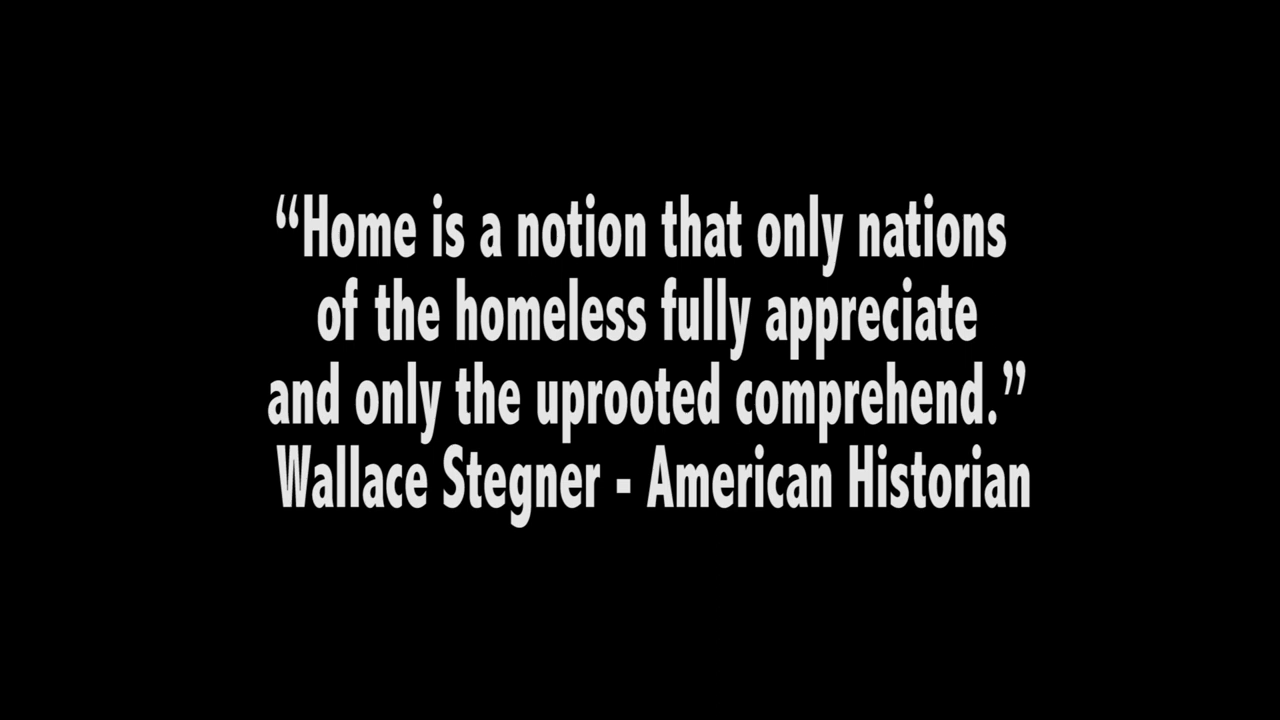 “Home is a notion that only nations
of the homeless fully appreciate
and only the uprooted comprehend.”
Wallace Stegner - American Historian